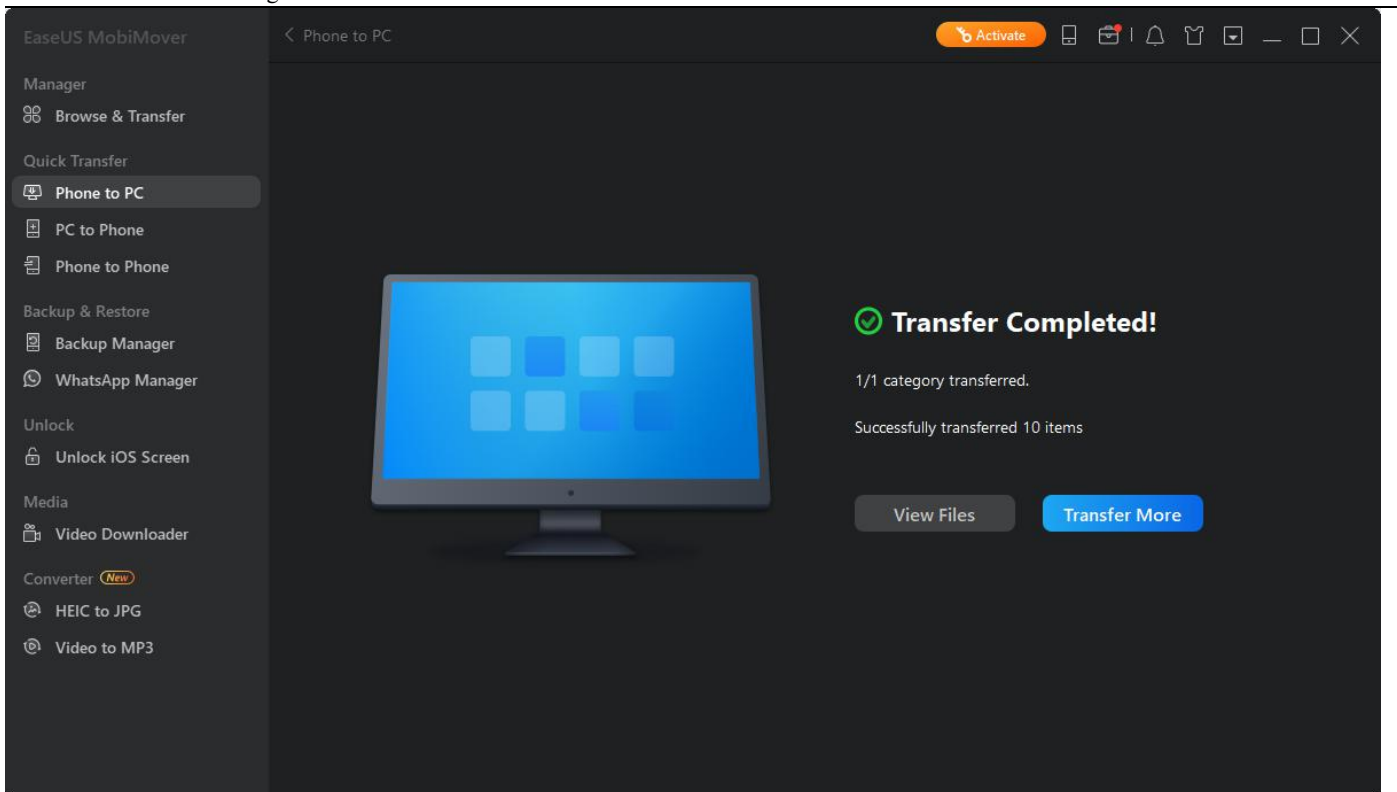 EaseUS MobiMover
Phone to PC
Activate
Manager
Browse & Transfer
Quick Transfer
Phone to PC
PC to Phone
Phone to Phone
Backup & Restore
Backup Manager
WhatsApp Manager
Unlock
Unlock iOS Screen
Media
Video Downloader
Converter New
HEIC to JPG
Video to MP3
Transfer Completed!
1/1 category transferred.
Successfully transferred 10 items
View Files
Transfer More